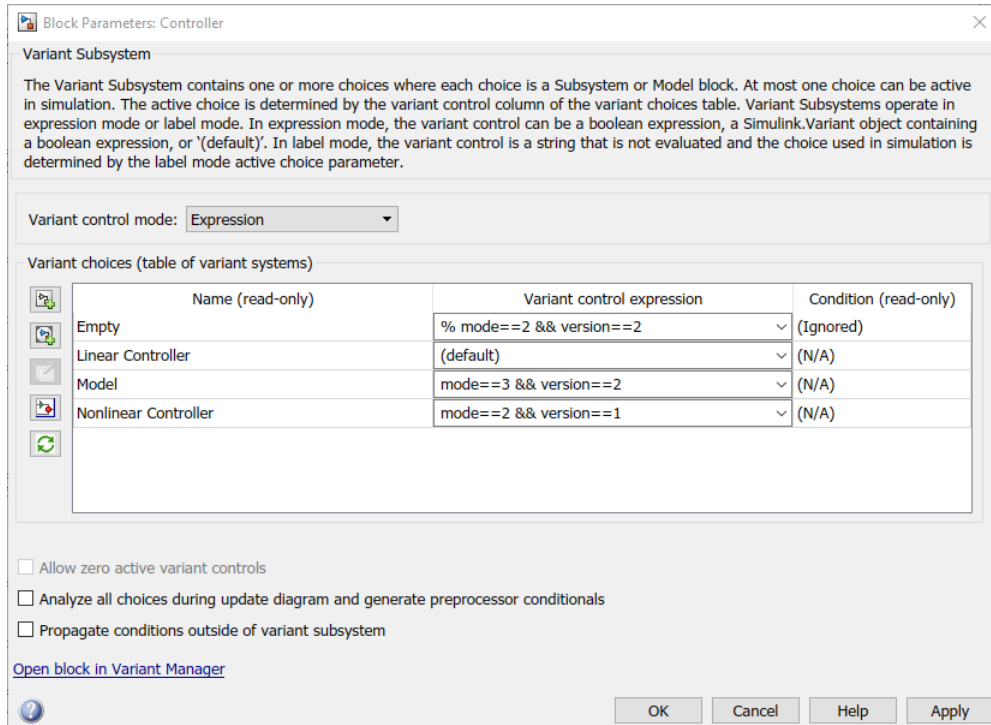 Block Parameters: Controller
Variant Subsystem
The Variant Subsystem contains one or more choices where each choice is a Subsystem or Model block. At most one choice can be active
in simulation. The active choice is determined by the variant control column of the variant choices table. Variant Subsystems operate in
expression mode or label mode. In expression mode, the variant control can be a boolean expression, a Simulink.Variant object containing
a boolean expression, or '(default)'. In label mode, the variant control is a string that is not evaluated and the choice used in simulation is
determined by the label mode active choice parameter.
Variant control mode: Expression
Variant choices (table of variant systems)
Name (read-only) Variant control expression Condition (read-only)
Empty % mode==2 && version==2 (Ignored)
Linear Controller (default) (N/A)
Model mode==3 && version==2 (N/A)
Nonlinear Controller mode==2 && version==1 (N/A)
Allow zero active variant controls
Analyze all choices during update diagram and generate preprocessor conditionals
Propagate conditions outside of variant subsystem
Open block in Variant Manager
? OK Cancel Help Apply